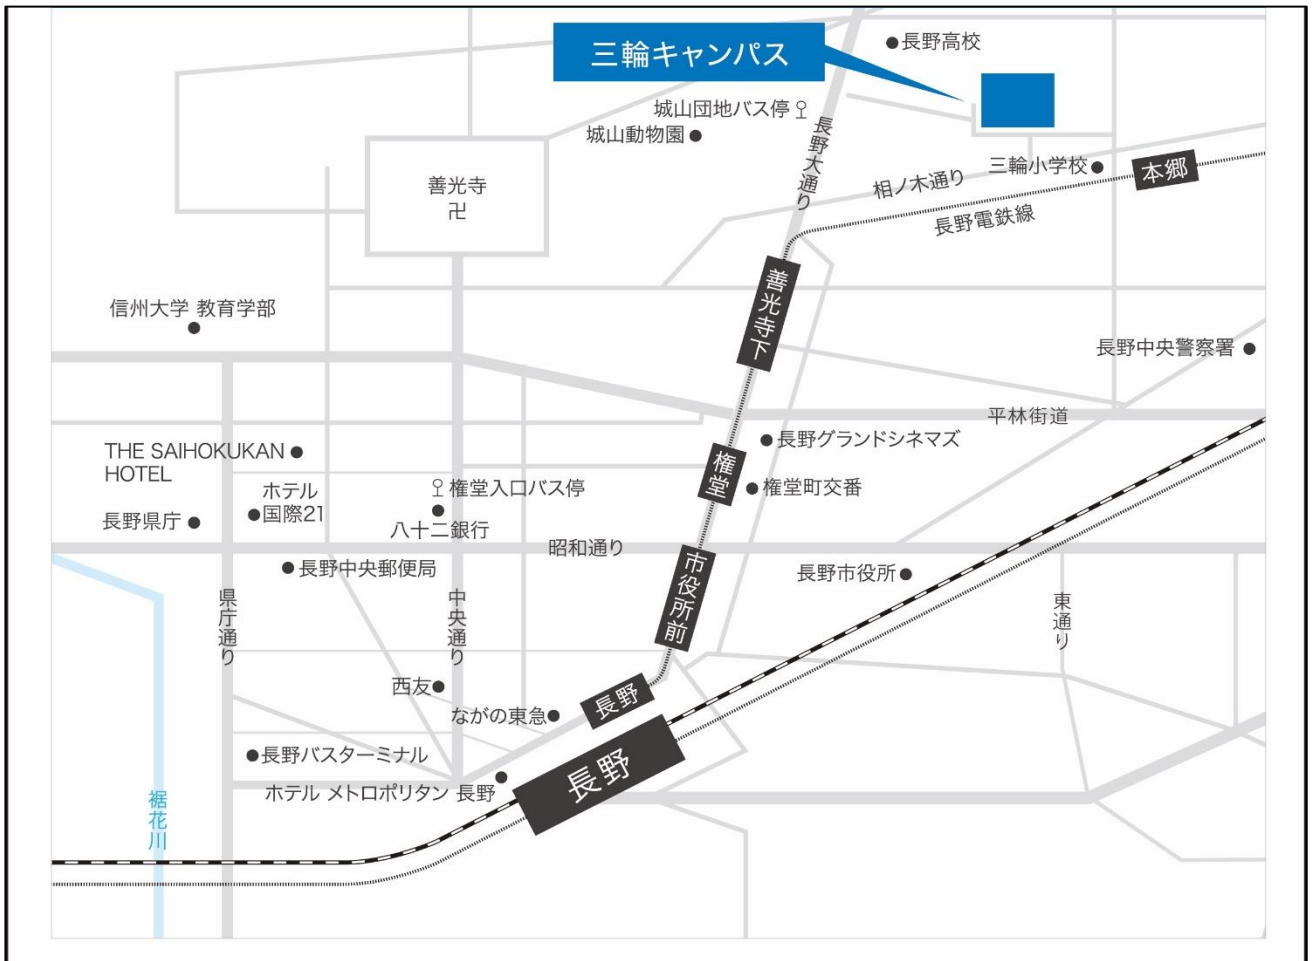 三輪キャンパス
長野高校
城山団地バス停
城山動物園
長野大通り
善光寺
卍
三輪小学校
本郷
相ノ木通り
長野電鉄線
善光寺下
信州大学 教育学部
長野中央警察署
平林街道
長野グランドシネマズ
THE SAIHOKUKAN
HOTEL
権堂
ホテル
国際21
権堂入口バス停
権堂町交番
長野県庁
八十二銀行
昭和通り
市役所前
長野中央郵便局
長野市役所
県庁通り
中央通り
東通り
西友
ながの東急
長野
長野バスターミナル
長野
ホテル メトロポリタン 長野
裾花川